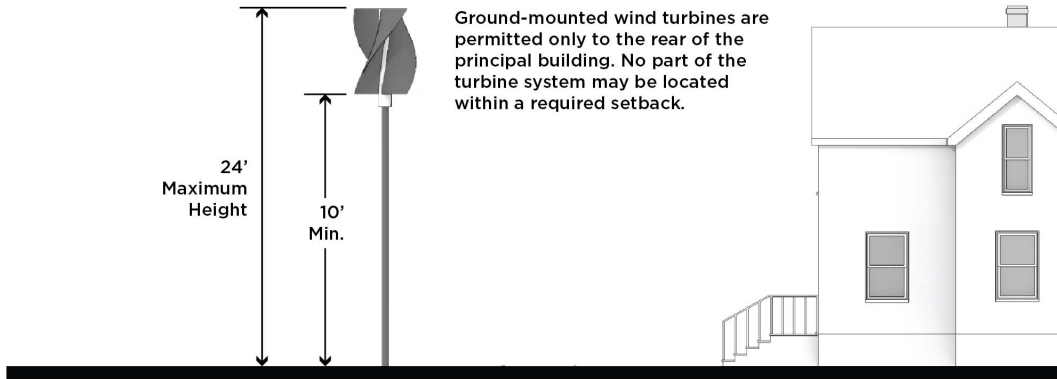 Ground-mounted wind turbines are
permitted only to the rear of the
principal building. No part of the
turbine system may be located
within a required setback.
24’
Maximum
Height
10’
Min.